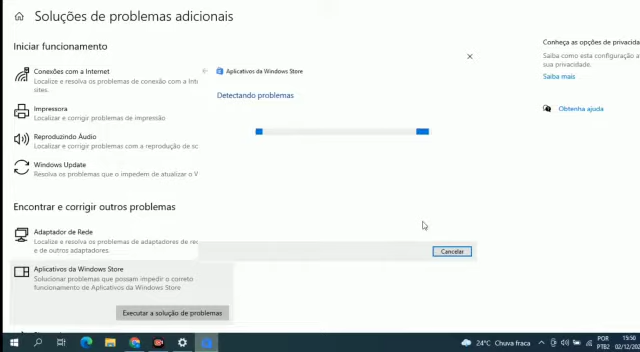 Soluções de problemas adicionais
Iniciar funcionamento
Conexões com a Internet
Localize e resolva os problemas de conexão com a
sites.
Impressora
Localizar e corrigir problemas de impressão
Reproduzindo Áudio
Localizar e corrigir problemas com a reprodução de
Windows Update
Resolva os problemas que o impedem de atualizar o
Encontrar e corrigir outros problemas
Adaptador de Rede
Localize e resolva os problemas de adaptadores de
e de outros adaptadores.
Aplicativos da Windows Store
Solucionar problemas que possam impedir o correto
funcionamento de Aplicativos da Windows Store
Executar a solução de problemas
Aplicativos da Windows Store
Detectando problemas
Cancelar
Conheça as opções de
Saiba como esta configuração
sua privacidade.
Saiba mais
Obtenha ajuda
24°C Chuva fraca
POR
PTB2
15:50
02/12/20